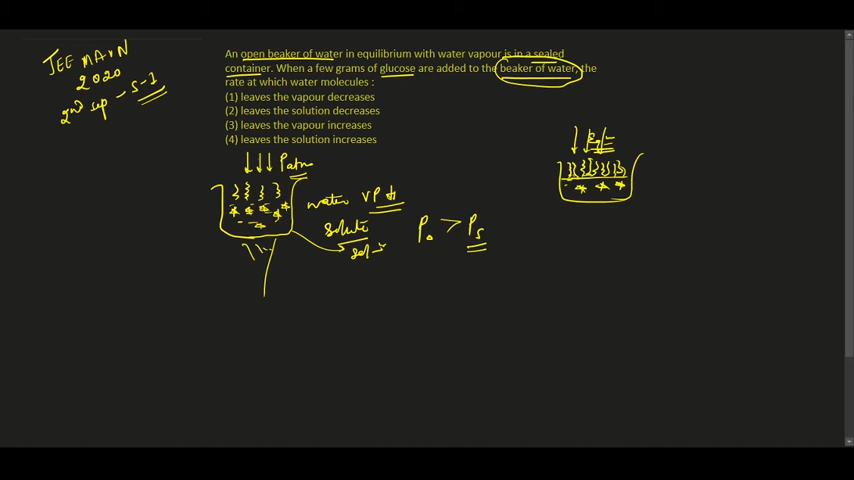 JEE MAIN
2020
2nd sep - S-1
An open beaker of water in equilibrium with water vapour is in a sealed
container. When a few grams of glucose are added to the beaker of water, the
rate at which water molecules :
(1) leaves the vapour decreases
(2) leaves the solution decreases
(3) leaves the vapour increases
(4) leaves the solution increases
Patm
water VP
solute
P₀ > Pₛ